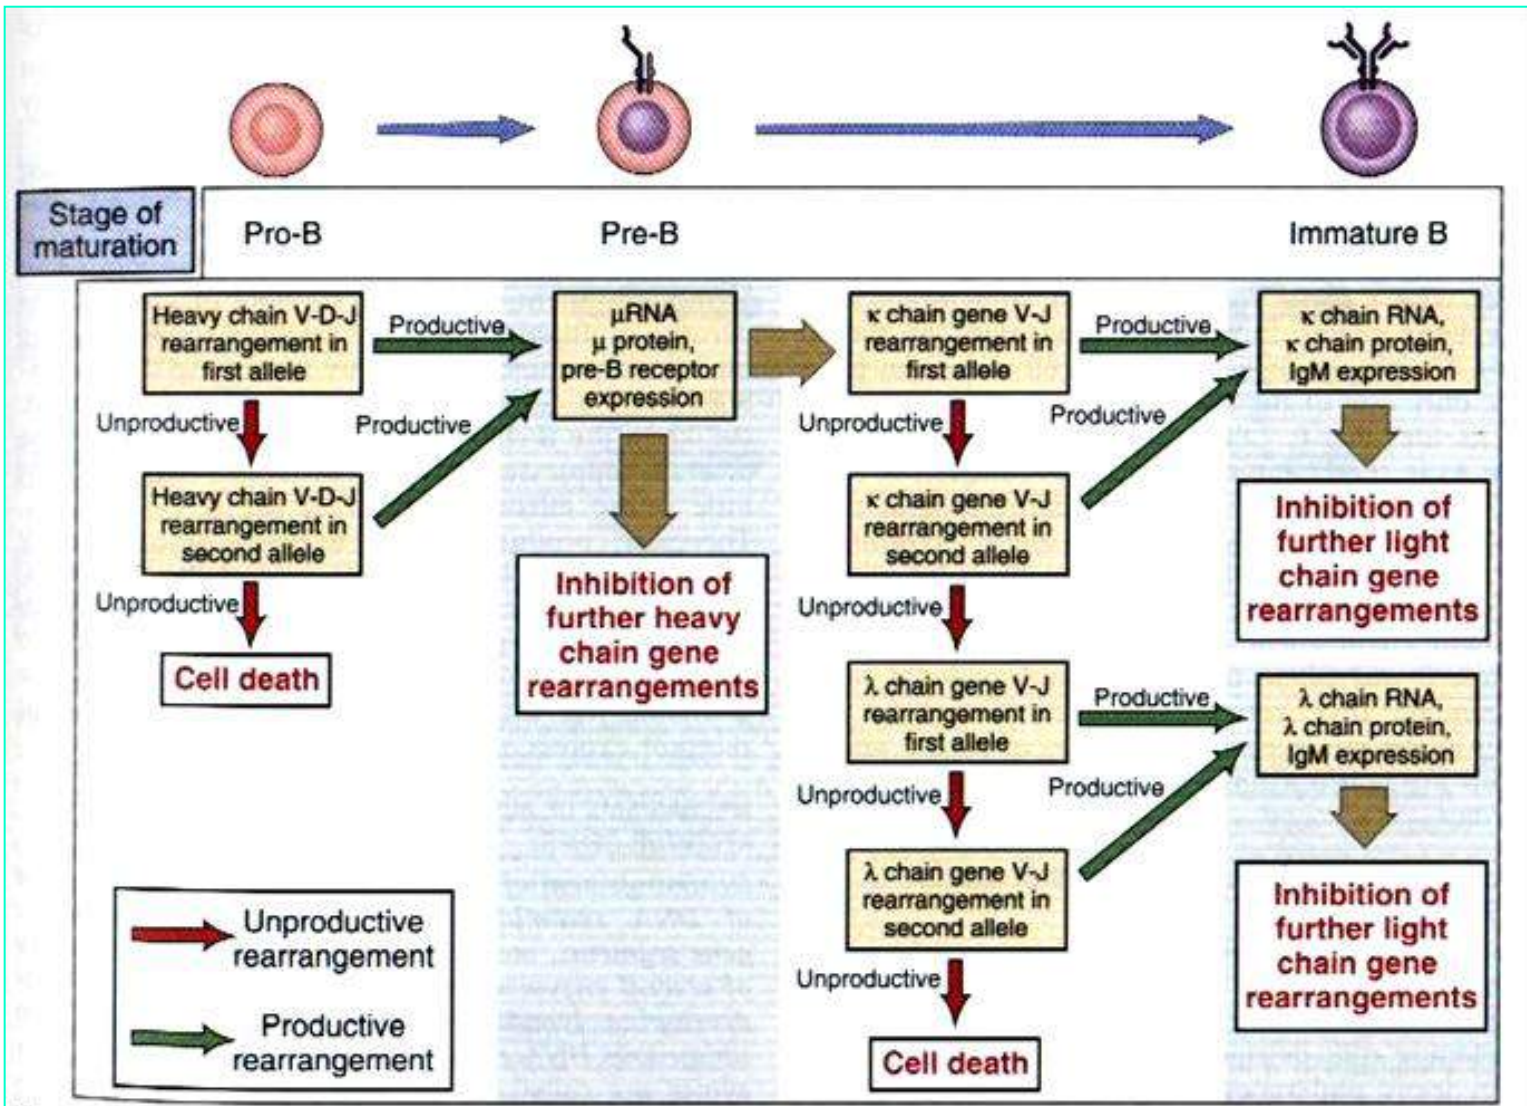 Stage of
maturation
Pro-B
Pre-B
Immature B
Heavy chain V-D-J
rearrangement in
first allele
Productive
μRNA
μ protein,
pre-B receptor
expression
κ chain gene V-J
rearrangement in
first allele
Productive
κ chain RNA,
κ chain protein,
IgM expression
Unproductive
Productive
Unproductive
Productive
Heavy chain V-D-J
rearrangement in
second allele
κ chain gene V-J
rearrangement in
second allele
Inhibition of
further light
chain gene
rearrangements
Unproductive
Inhibition of
further heavy
chain gene
rearrangements
Unproductive
Cell death
λ chain gene V-J
rearrangement in
first allele
Productive
λ chain RNA,
λ chain protein,
IgM expression
Unproductive
Productive
λ chain gene V-J
rearrangement in
second allele
Inhibition of
further light
chain gene
rearrangements
Unproductive
Cell death
Unproductive
rearrangement
Productive
rearrangement